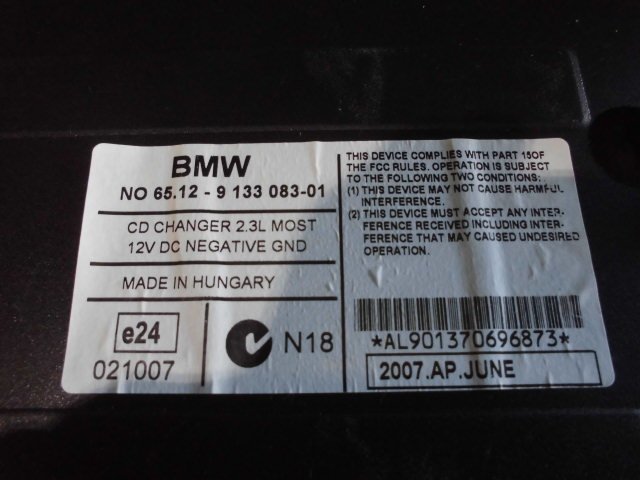 BMW
NO 65.12 - 9 133 083-01
CD CHANGER 2.3L MOST
12V DC NEGATIVE GND
MADE IN HUNGARY
e24
021007
N18
THIS DEVICE COMPLIES WITH PART 15OF
THE FCC RULES. OPERATION IS SUBJECT
TO THE FOLLOWING TWO CONDITIONS:
(1) THIS DEVICE MAY NOT CAUSE HARMFUL
INTERFERENCE.
(2) THIS DEVICE MUST ACCEPT ANY INTER-
FERENCE RECEIVED INCLUDING INTER-
FERENCE THAT MAY CAUSED UNDESIRED
OPERATION.
*AL901370696873*
2007.AP.JUNE